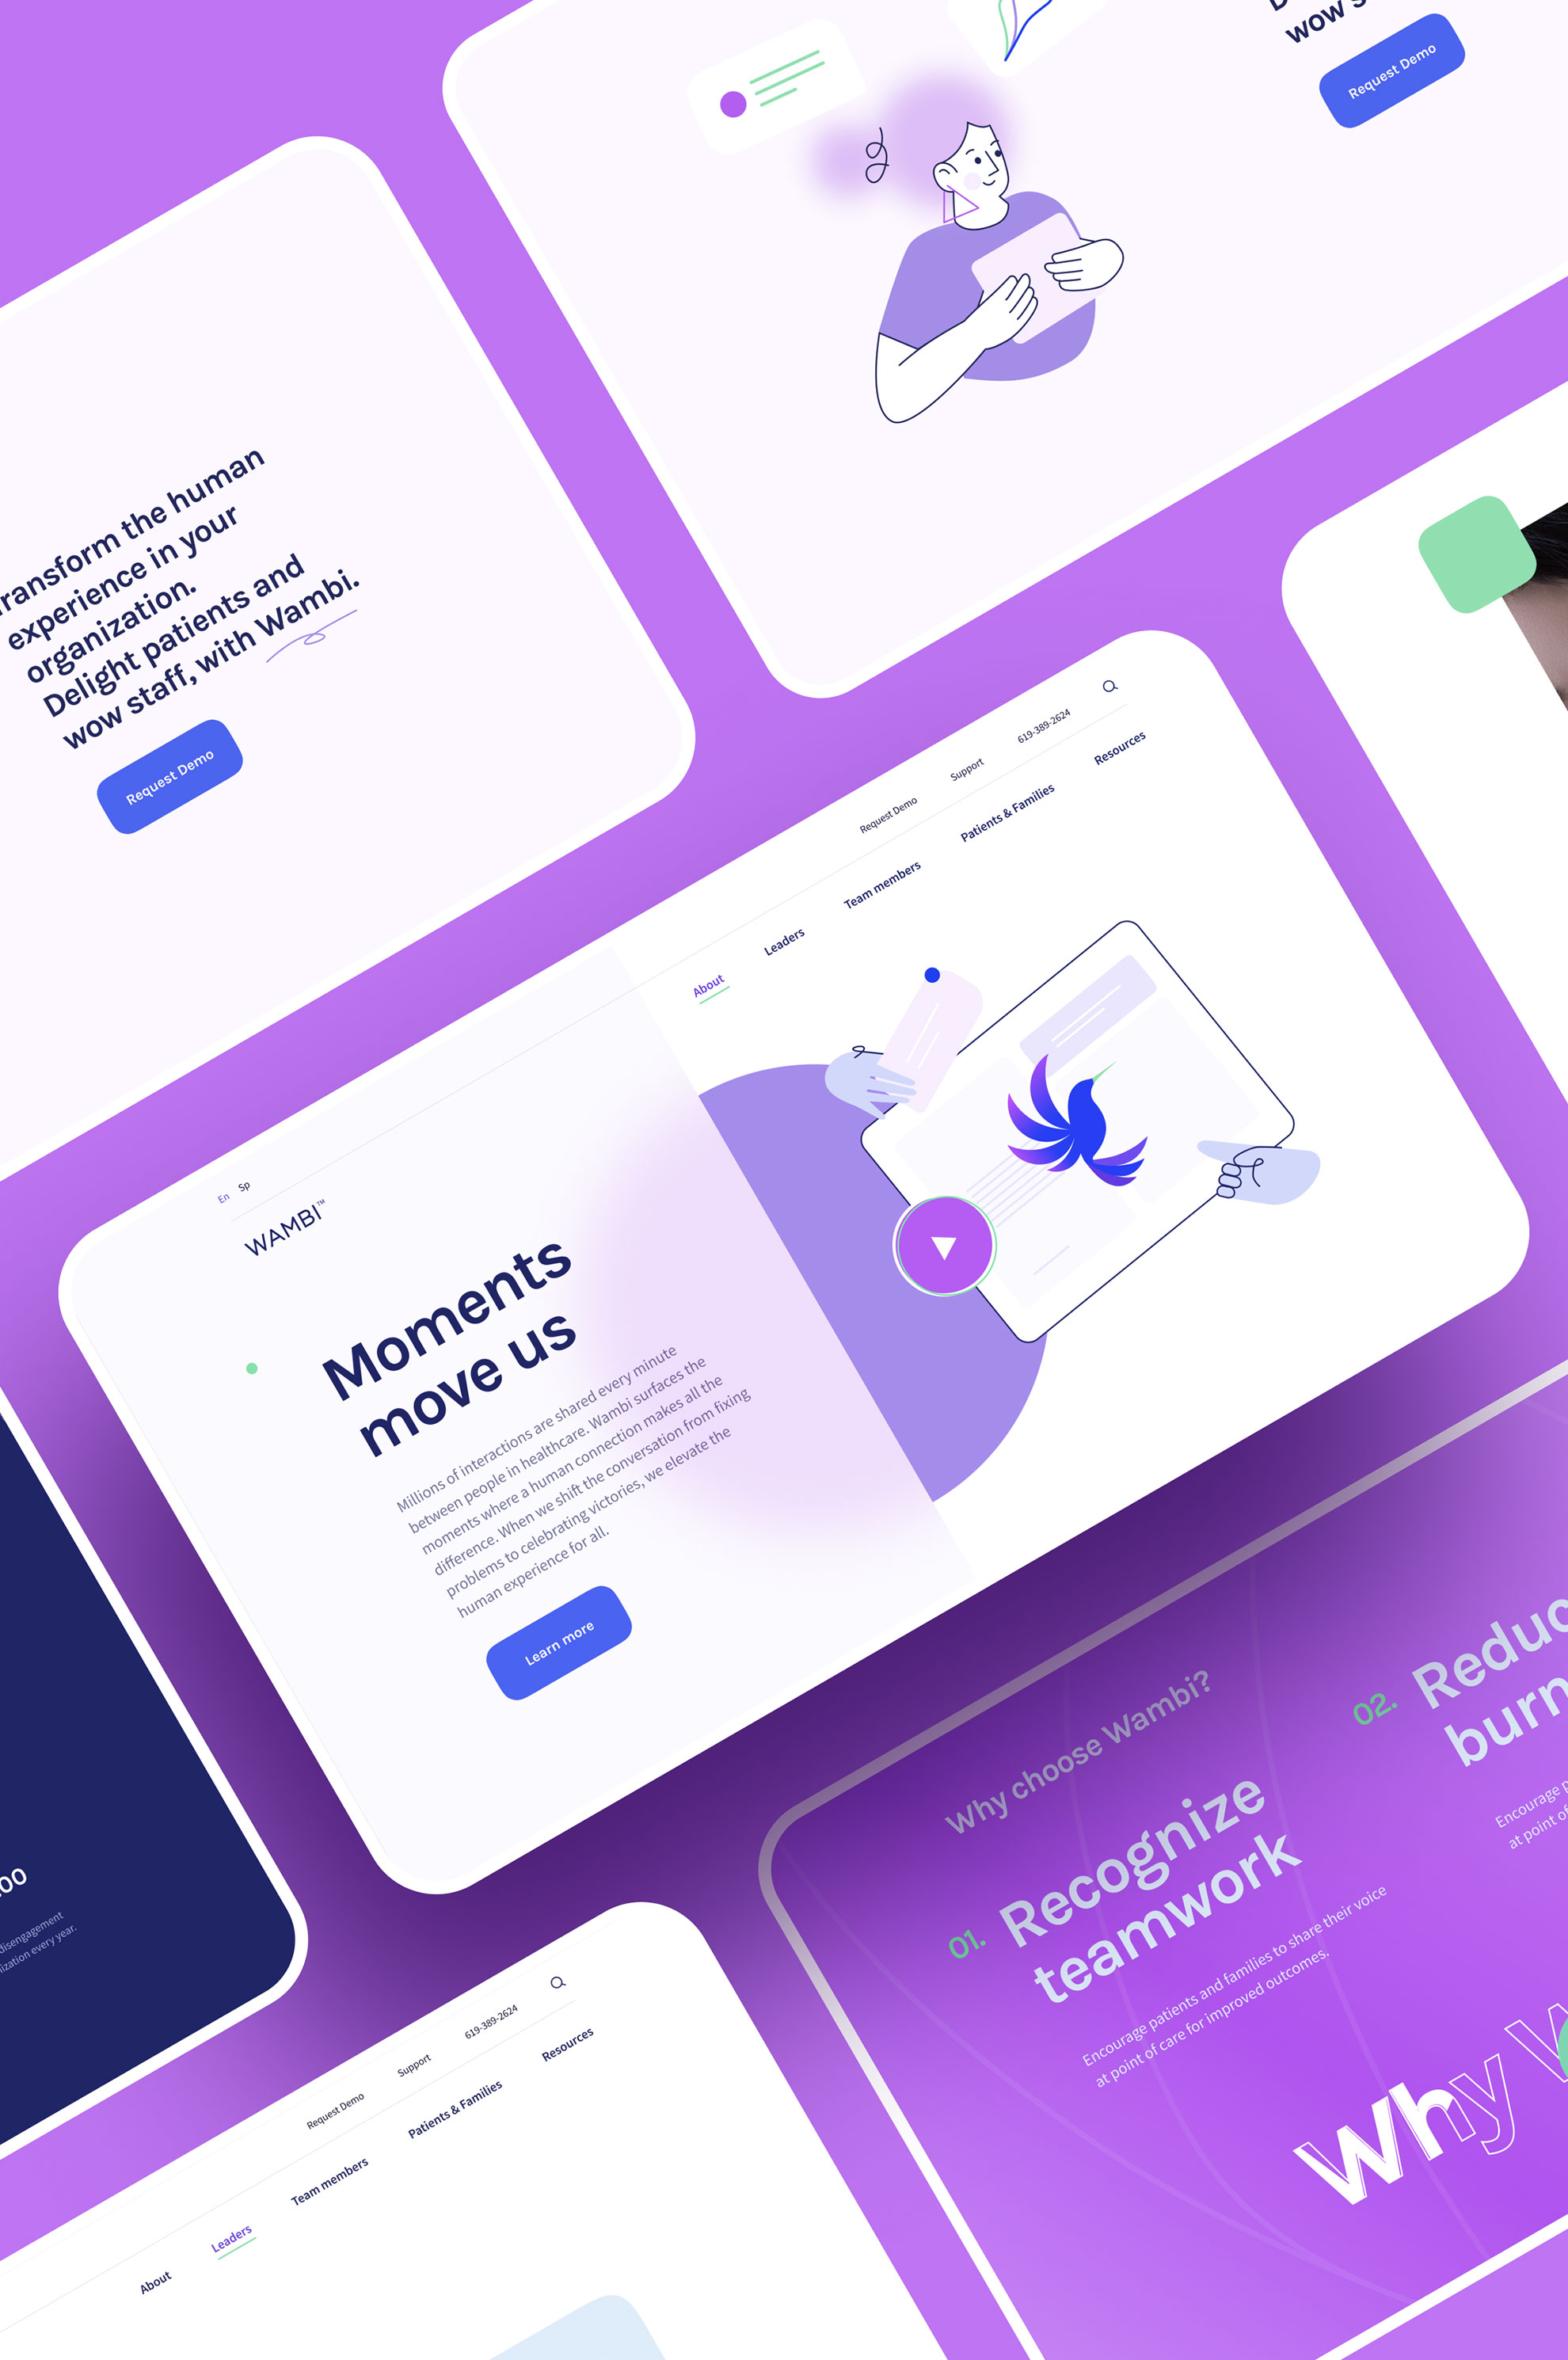 wow s
Request Demo
Transform the human
experience in your
organization.
Delight patients and
wow staff, with Wambi.
Request Demo
Request Demo
Support
619-389-2624
About
Leaders
Team members
Patients & Families
Resources
En Sp
WAMBI™
Moments
move us
Millions of interactions are shared every minute
between people in healthcare. Wambi surfaces the
moments where a human connection makes all the
difference. When we shift the conversation from fixing
problems to celebrating victories, we elevate the
human experience for all.
Learn more
00
disengagement
nization every year.
Why choose Wambi?
01. Recognize
teamwork
Encourage patients and families to share their voice
at point of care for improved outcomes.
02. Reduc
burn
Encourage p
at point of
Why W
Request Demo
Support
619-389-2624
About
Leaders
Team members
Patients & Families
Resources